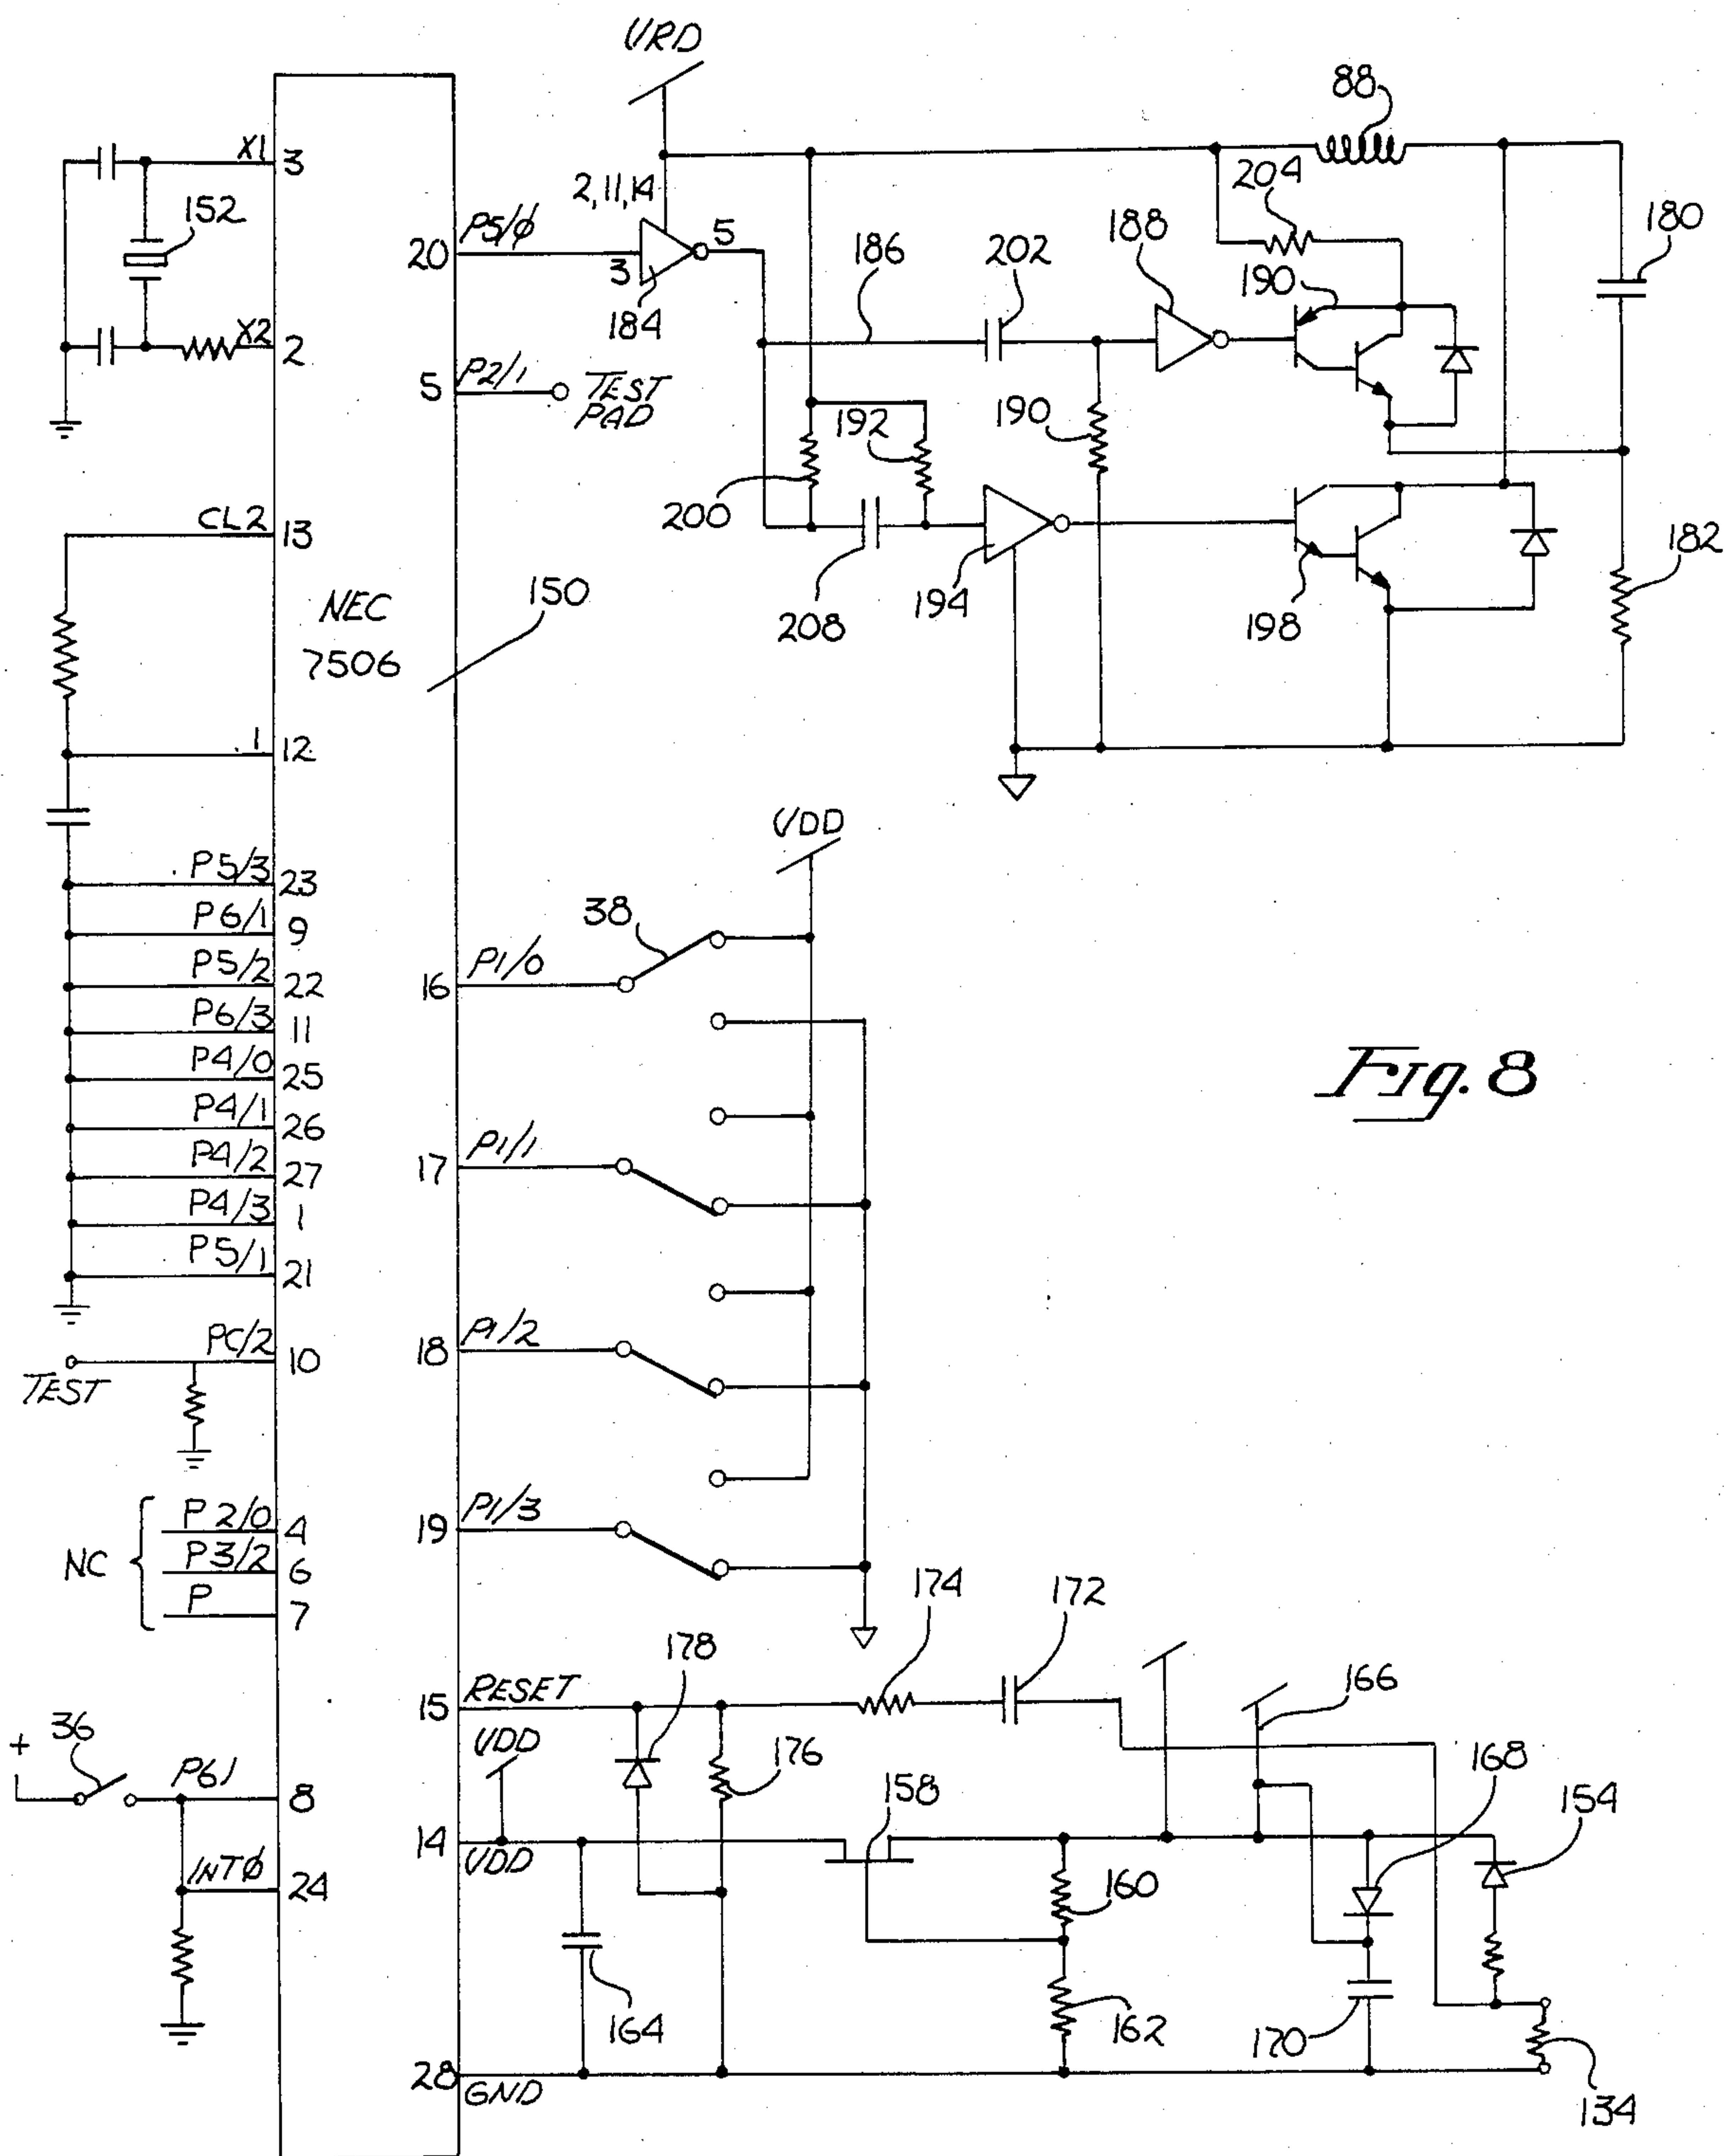 VRD
88
X1 3
2, 11, 14
204
152
P5/φ
20
5
3
184
186
202
188
190
180
X2
2
P2/1
5
TEST
PAD
192
190
200
CL2
13
208
194
198
182
NEC
7506
150
.1
12
VDD
P5/3 23
P6/1 9
38
P5/2 22
16 P1/0
P6/3 11
P4/0 25
Fig. 8
P4/1 26
P4/2 27
17 P1/1
P4/3 1
P5/1 21
PC/2 10
18 P1/2
TEST
P2/0 4
19 P1/3
NC
P3/2 6
P 7
174
172
178
15 RESET
166
36
+
VDD
176
168
P61
8
158
154
14
VDD
INTφ
24
160
164
162
170
28
GND
134